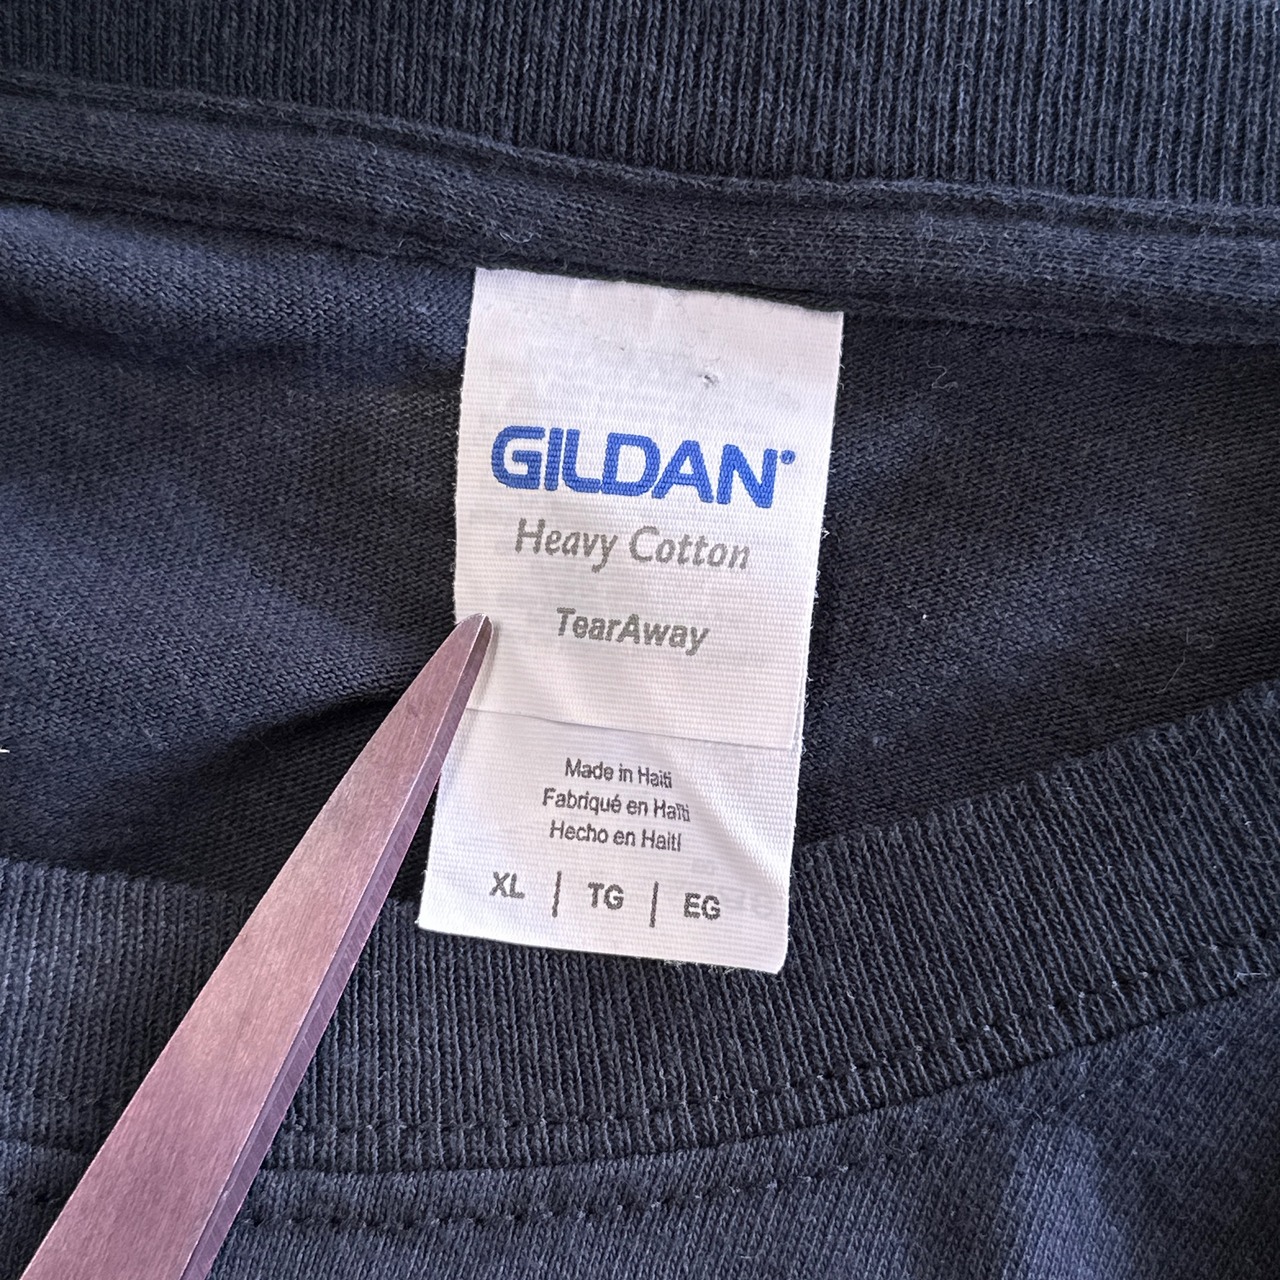 GILDAN
Heavy Cotton
TearAway
Made in Haiti
Fabriqué en Haïti
Hecho en Haití
XL | TG | EG